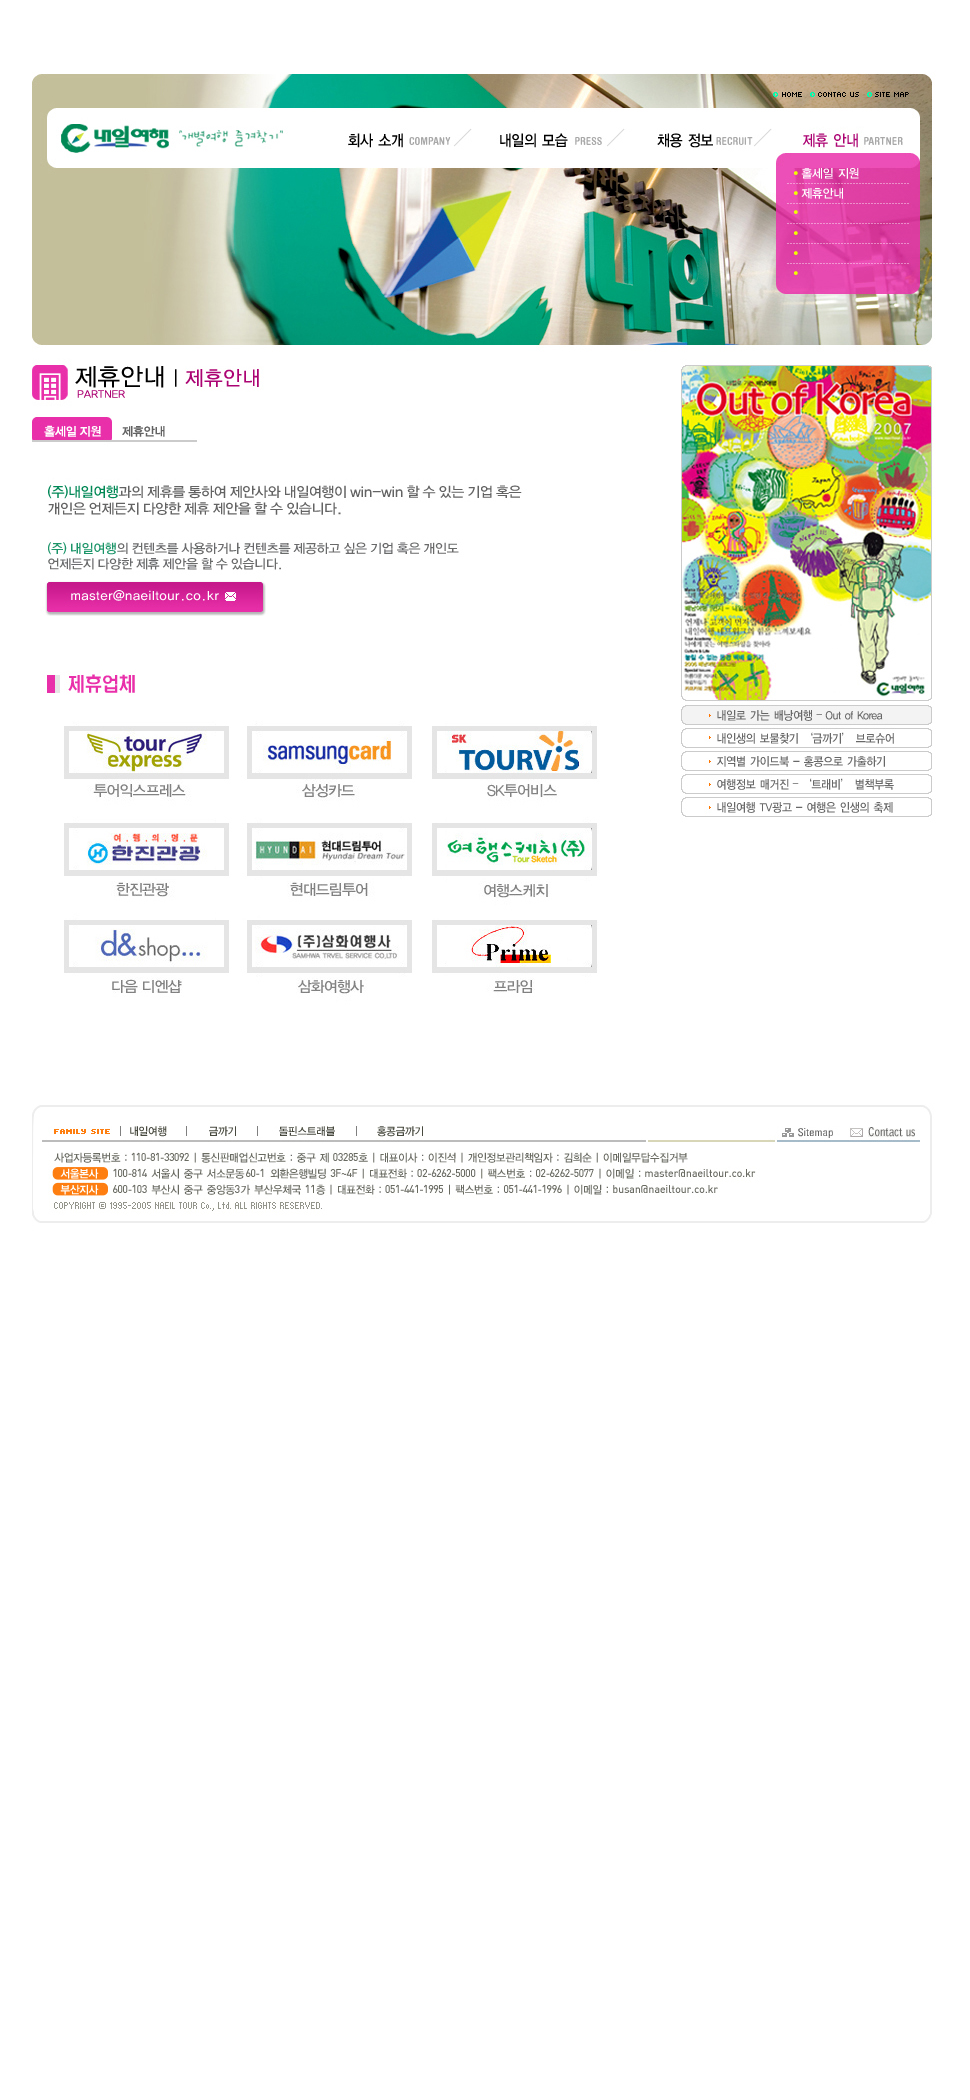 HOME CONTAC US SITE MAP
내일여행 "개별여행 즐겨찾기"
회사 소개 COMPANY 내일의 모습 PRESS 채용 정보 RECRUIT 제휴 안내 PARTNER
홀세일 지원
제휴안내
내일
제휴안내 | 제휴안내
PARTNER
홀세일 지원 제휴안내
(주)내일여행과의 제휴를 통하여 제안사와 내일여행이 win-win 할 수 있는 기업 혹은
개인은 언제든지 다양한 제휴 제안을 할 수 있습니다.
(주) 내일여행의 컨텐츠를 사용하거나 컨텐츠를 제공하고 싶은 기업 혹은 개인도
언제든지 다양한 제휴 제안을 할 수 있습니다.
master@naeiltour.co.kr
제휴업체
tour express
투어익스프레스
samsungcard
삼성카드
SK TOURVIS
SK투어비스
여.행.의.명.문
한진관광
한진관광
HYUNDAI 현대드림투어
Hyundai Dream Tour
현대드림투어
여행스케치(주)
Tour Sketch
여행스케치
d&shop...
다음 디앤샵
(주)삼화여행사
SAMHWA TRVEL SERVICE CO,LTD
삼화여행사
Prime
프라임
내일로 가는 배낭여행
Out of Korea
2007
Japan
내일여행
내일로 가는 배낭여행 - Out of Korea
내인생의 보물찾기 '금까기' 브로슈어
지역별 가이드북 - 홍콩으로 가출하기
여행정보 매거진 - '트래비' 별책부록
내일여행 TV광고 - 여행은 인생의 축제
FAMILY SITE | 내일여행 | 금까기 | 돌핀스트래블 | 홍콩금까기
Sitemap Contact us
사업자등록번호 : 110-81-33092 | 통신판매업신고번호 : 중구 제 03285호 | 대표이사 : 이진석 | 개인정보관리책임자 : 김희순 | 이메일무답수집거부
서울본사 100-814 서울시 중구 서소문동 60-1 외환은행빌딩 3F~4F | 대표전화 : 02-6262-5000 | 팩스번호 : 02-6262-5077 | 이메일 : master@naeiltour.co.kr
부산지사 600-103 부산시 중구 중앙동3가 부산우체국 11층 | 대표전화 : 051-441-1995 | 팩스번호 : 051-441-1996 | 이메일 : busan@naeiltour.co.kr
COPYRIGHT ⓒ 1995-2005 NAEIL TOUR Co., Ltd. ALL RIGHTS RESERVED.